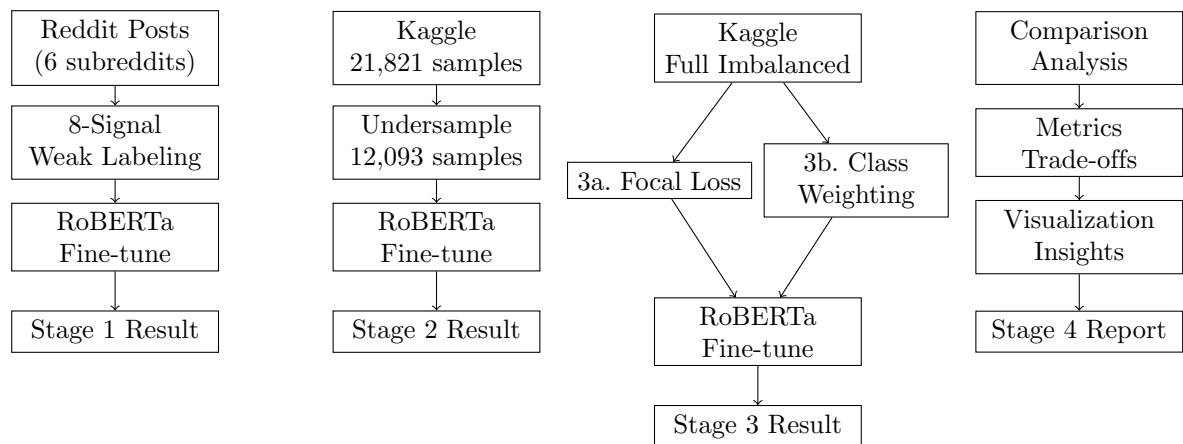 Reddit Posts
(6 subreddits)
8-Signal
Weak Labeling
RoBERTa
Fine-tune
Stage 1 Result
Kaggle
21,821 samples
Undersample
12,093 samples
RoBERTa
Fine-tune
Stage 2 Result
Kaggle
Full Imbalanced
3a. Focal Loss
3b. Class
Weighting
RoBERTa
Fine-tune
Stage 3 Result
Comparison
Analysis
Metrics
Trade-offs
Visualization
Insights
Stage 4 Report